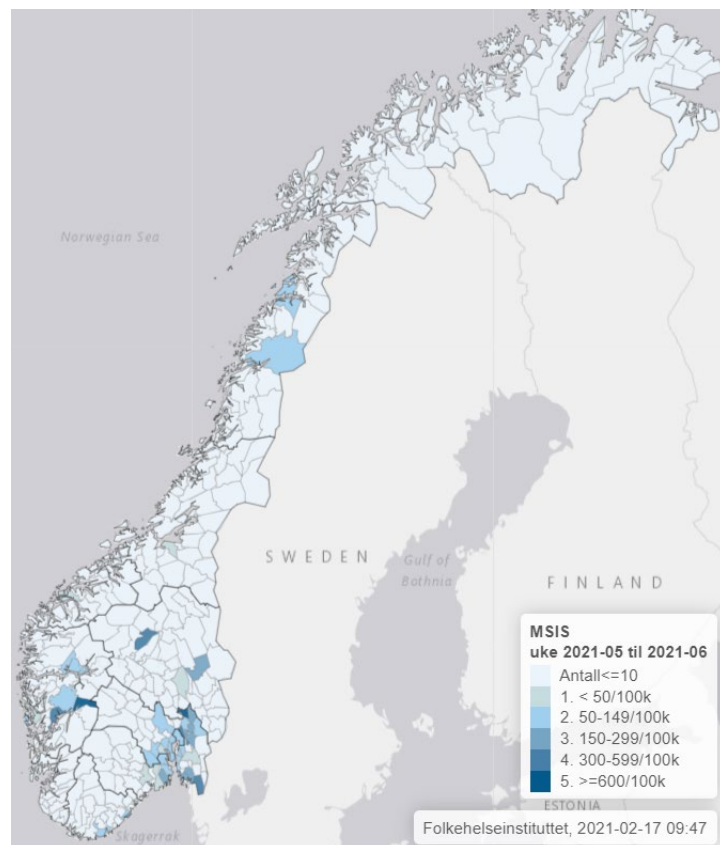 Norwegian Sea
SWEDEN
Gulf of
Bothnia
FINLAND
MSIS
uke 2021-05 til 2021-06
Antall<=10
1. < 50/100k
2. 50-149/100k
3. 150-299/100k
4. 300-599/100k
5. >=600/100k
ESTONIA
Skagerrak
Folkehelseinstituttet, 2021-02-17 09:47